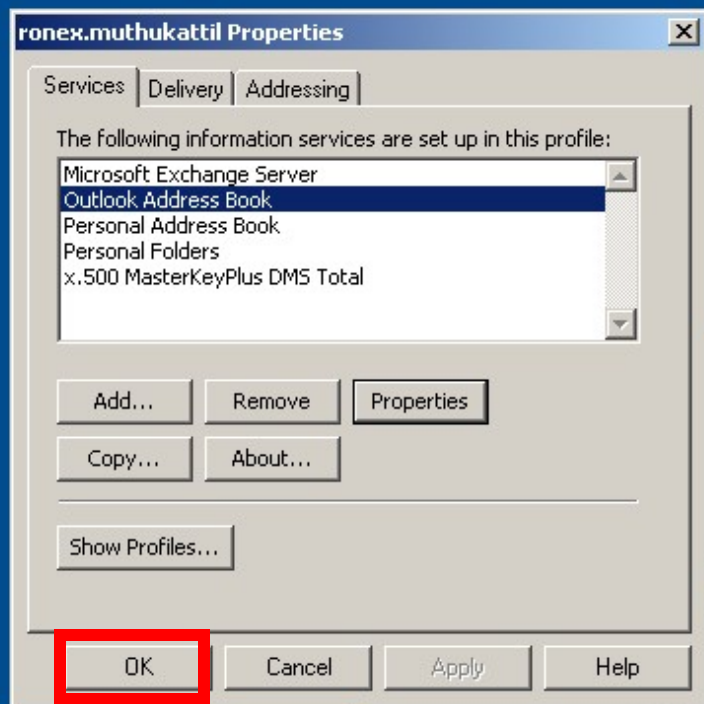 ronex.muthukattil Properties
Services Delivery Addressing
The following information services are set up in this profile:
Microsoft Exchange Server
Outlook Address Book
Personal Address Book
Personal Folders
x.500 MasterKeyPlus DMS Total
Add... Remove Properties
Copy... About...
Show Profiles...
OK Cancel Apply Help